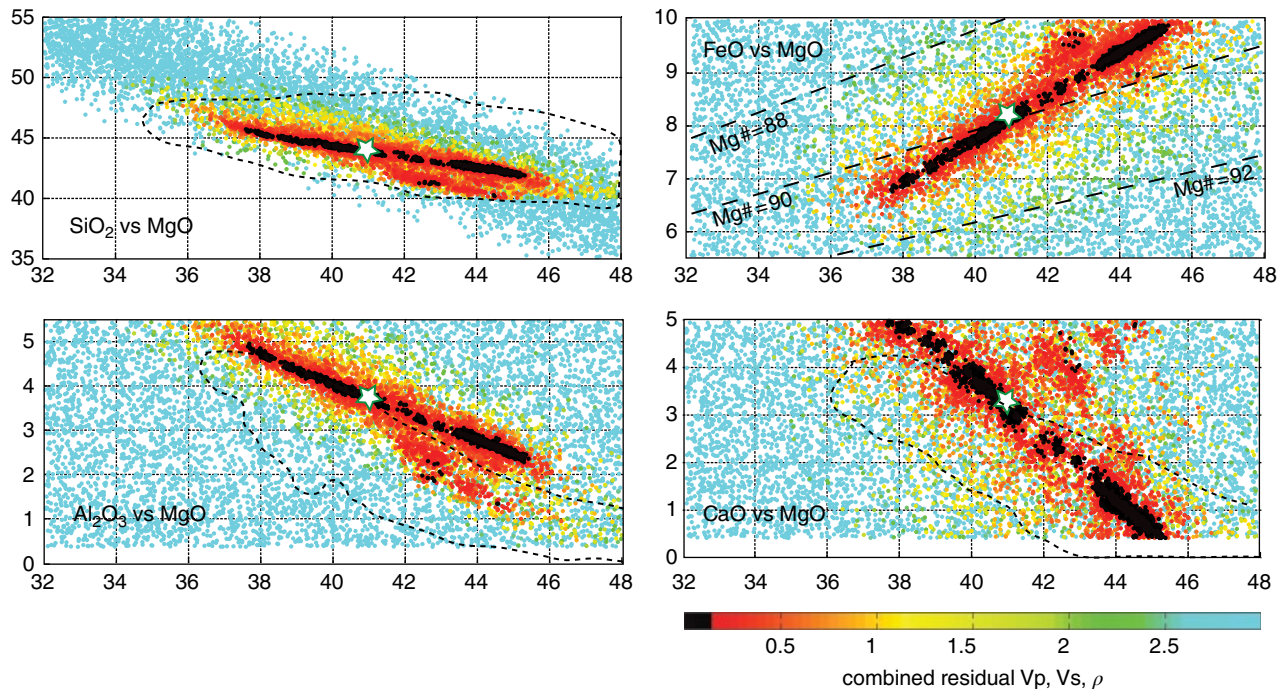 55
50
45
40
35
SiO₂ vs MgO
32 34 36 38 40 42 44 46 48
10
9
8
7
6
FeO vs MgO
Mg#=88
Mg#=90
Mg#=92
32 34 36 38 40 42 44 46 48
5
4
3
2
1
0
Al₂O₃ vs MgO
32 34 36 38 40 42 44 46 48
5
4
3
2
1
0
CaO vs MgO
32 34 36 38 40 42 44 46 48
0.5 1 1.5 2 2.5
combined residual Vp, Vs, ρ